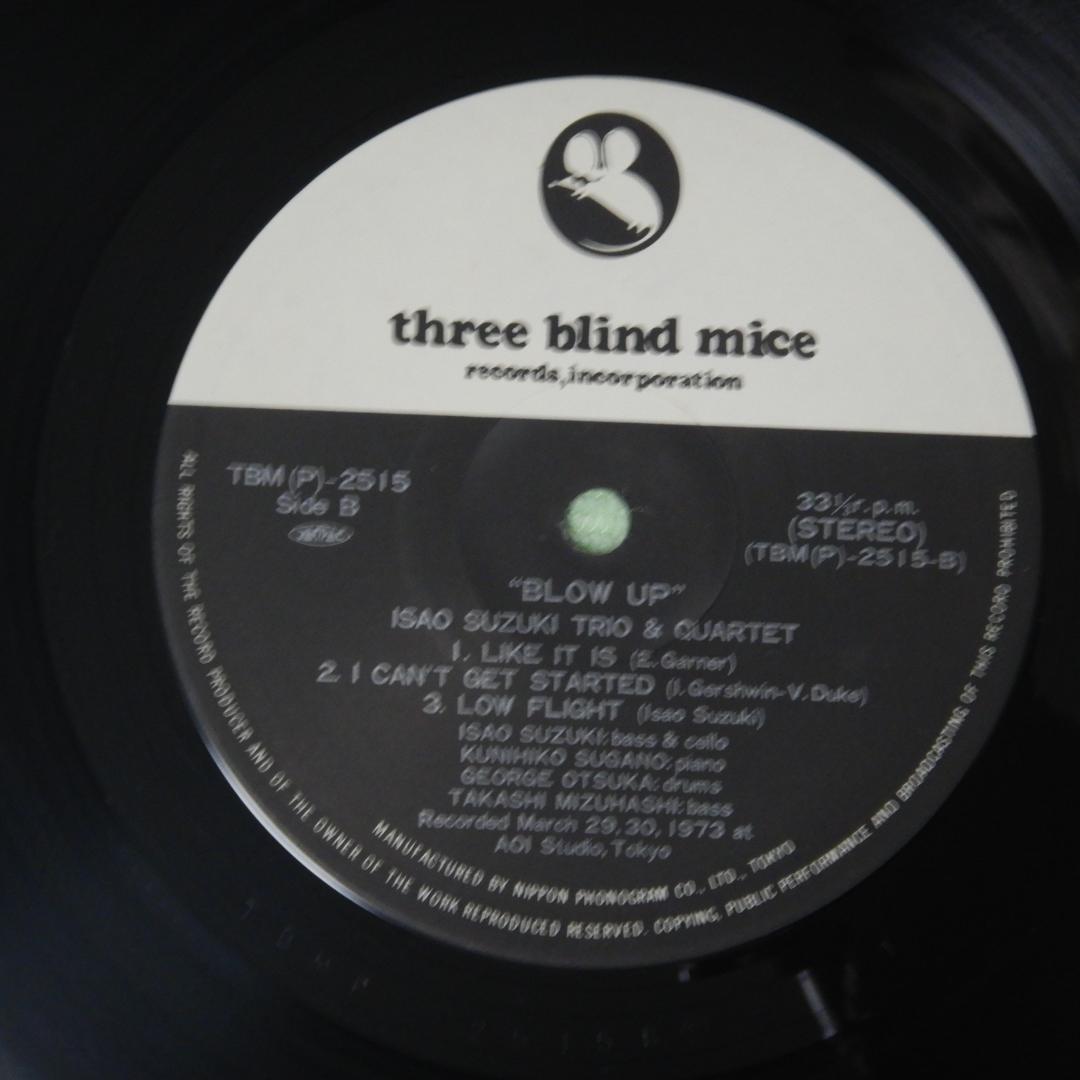 three blind mice
records,incorporation
TBM(P)-2515
Side B
33⅓r.p.m.
(STEREO)
(TBM(P)-2515-B)
"BLOW UP"
ISAO SUZUKI TRIO & QUARTET
1. LIKE IT IS (E. Garner)
2. I CAN'T GET STARTED (I. Gershwin-V. Duke)
3. LOW FLIGHT (Isao Suzuki)
ISAO SUZUKI: bass & cello
KUNIHIKO SUGANO: piano
GEORGE OTSUKA: drums
TAKASHI MIZUHASHI: bass
Recorded March 29, 30, 1973 at
AOI Studio, Tokyo
MANUFACTURED BY NIPPON PHONOGRAM CO., LTD., TOKYO
ALL RIGHTS OF THE RECORD PRODUCER AND OF THE OWNER OF THE WORK REPRODUCED RESERVED. COPYING, PUBLIC PERFORMANCE AND BROADCASTING OF THIS RECORD PROHIBITED